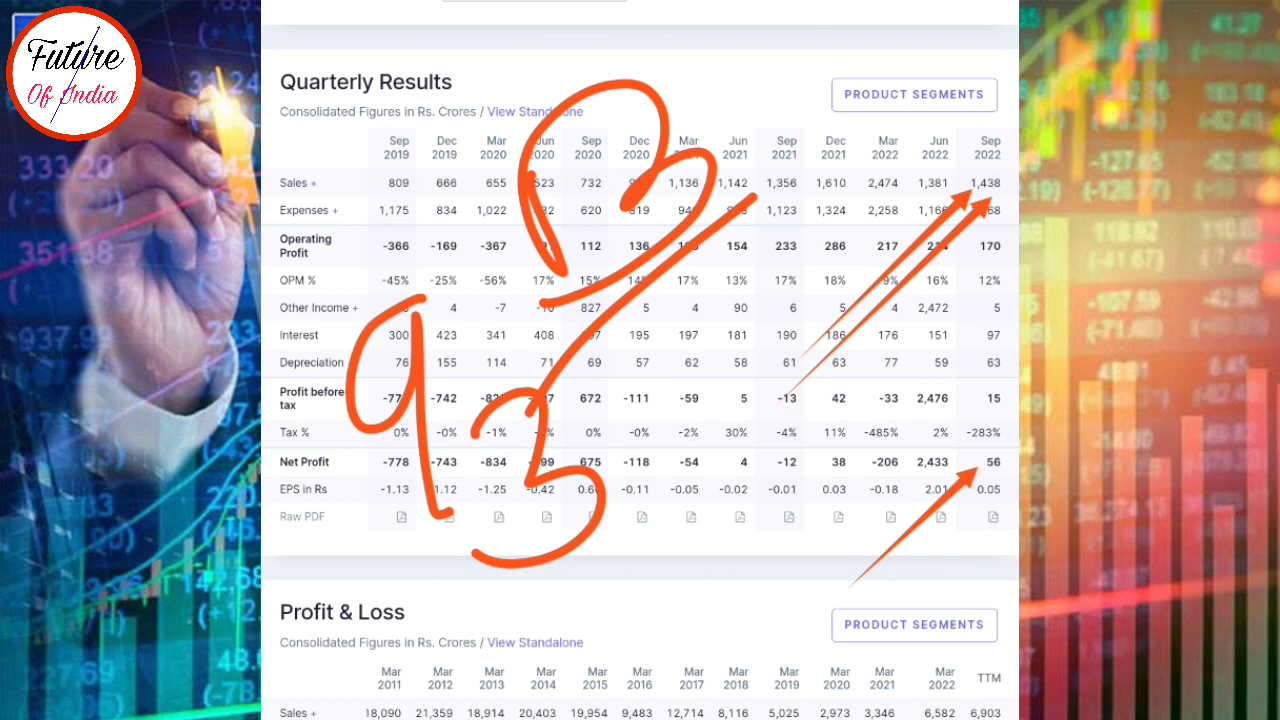 Future
Of India
Quarterly Results
PRODUCT SEGMENTS
Consolidated Figures in Rs. Crores / View Standalone
Sep Dec Mar Jun Sep Dec Mar Jun Sep Dec Mar Jun Sep
2019 2019 2020 2020 2020 2020 2021 2021 2021 2022 2022 2022
Sales + 809 666 655 523 732 1,136 1,142 1,356 1,610 2,474 1,381 1,438
Expenses + 1,175 834 1,022 620 819 1,123 1,324 2,258
Operating
Profit -366 -169 -367 112 136 154 233 286 217 170
OPM % -45% -25% -56% 17% 15% 17% 13% 17% 18% 9% 16% 12%
Other Income + 4 -7 827 5 4 90 6 5 4 2,472 5
Interest 300 423 341 408 195 197 181 190 186 176 151 97
Depreciation 76 155 114 71 69 57 62 58 61 63 77 59 63
Profit before
tax -742 672 -111 -59 5 -13 42 -33 2,476 15
Tax % 0% -0% -1% 0% -0% -2% 30% -4% 11% -485% 2% -283%
Net Profit -778 -743 -834 675 -118 -54 4 -12 38 -206 2,433 56
EPS in Rs -1.13 -1.25 -0.42 -0.11 -0.05 -0.02 -0.01 0.03 -0.18 2.01 0.05
Raw PDF
Profit & Loss
PRODUCT SEGMENTS
Consolidated Figures in Rs. Crores / View Standalone
Mar Mar Mar Mar Mar Mar Mar Mar Mar Mar Mar Mar TTM
2011 2012 2013 2014 2015 2016 2017 2018 2019 2020 2021 2022
Sales + 18,090 21,359 18,914 20,403 19,954 9,483 12,714 8,116 5,025 2,973 3,346 6,582 6,903